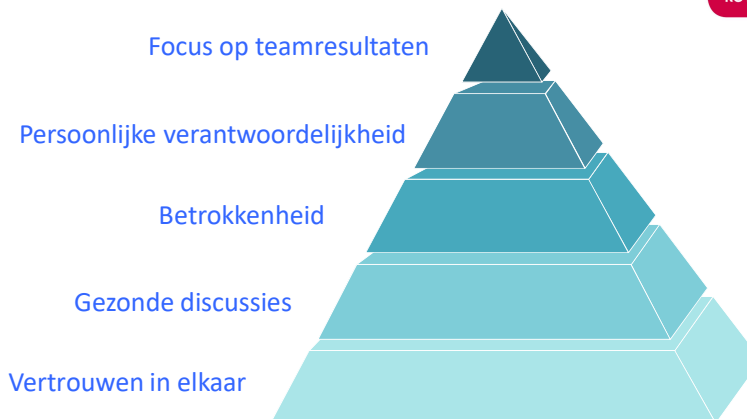 Focus op teamresultaten
Persoonlijke verantwoordelijkheid
Betrokkenheid
Gezonde discussies
Vertrouwen in elkaar